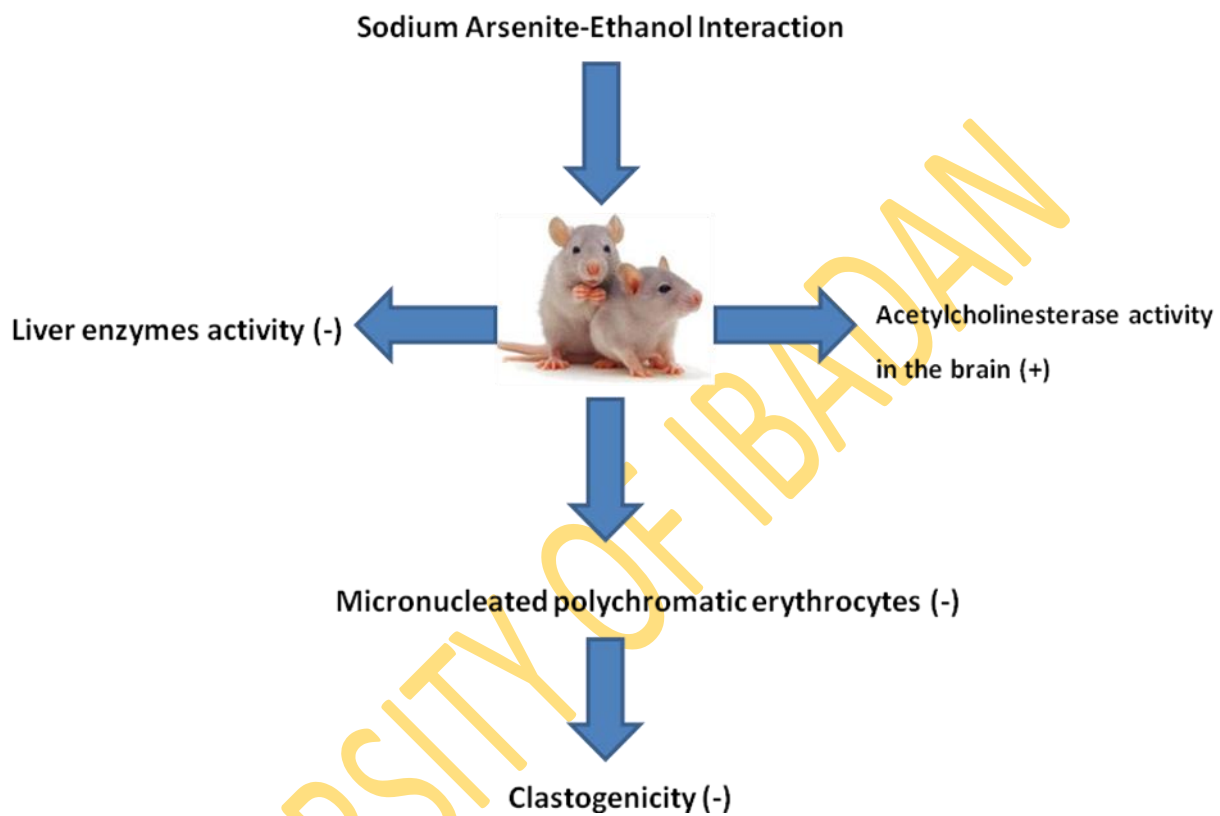 Sodium Arsenite-Ethanol Interaction
Liver enzymes activity (-)
Acetylcholinesterase activity
in the brain (+)
Micronucleated polychromatic erythrocytes (-)
Clastogenicity (-)
RSITY OF IBADAN